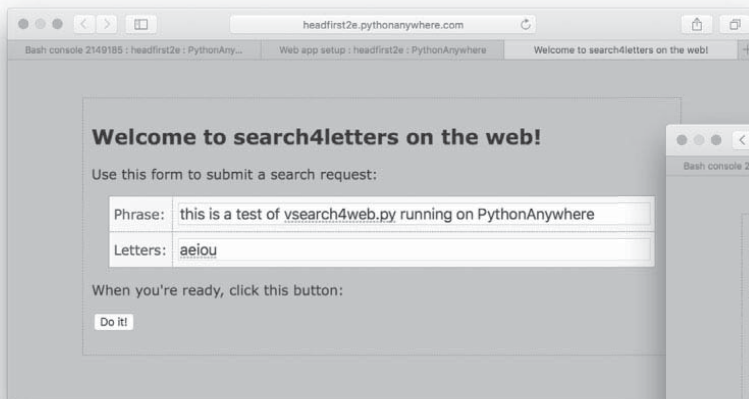 headfirst2e.pythonanywhere.com
Bash console 2149185 : headfirst2e : PythonAny...
Web app setup : headfirst2e : PythonAnywhere
Welcome to search4letters on the web!
Welcome to search4letters on the web!
Use this form to submit a search request:
Phrase: this is a test of vsearch4web.py running on PythonAnywhere
Letters: aeiou
When you're ready, click this button:
Do it!
Bash console 2